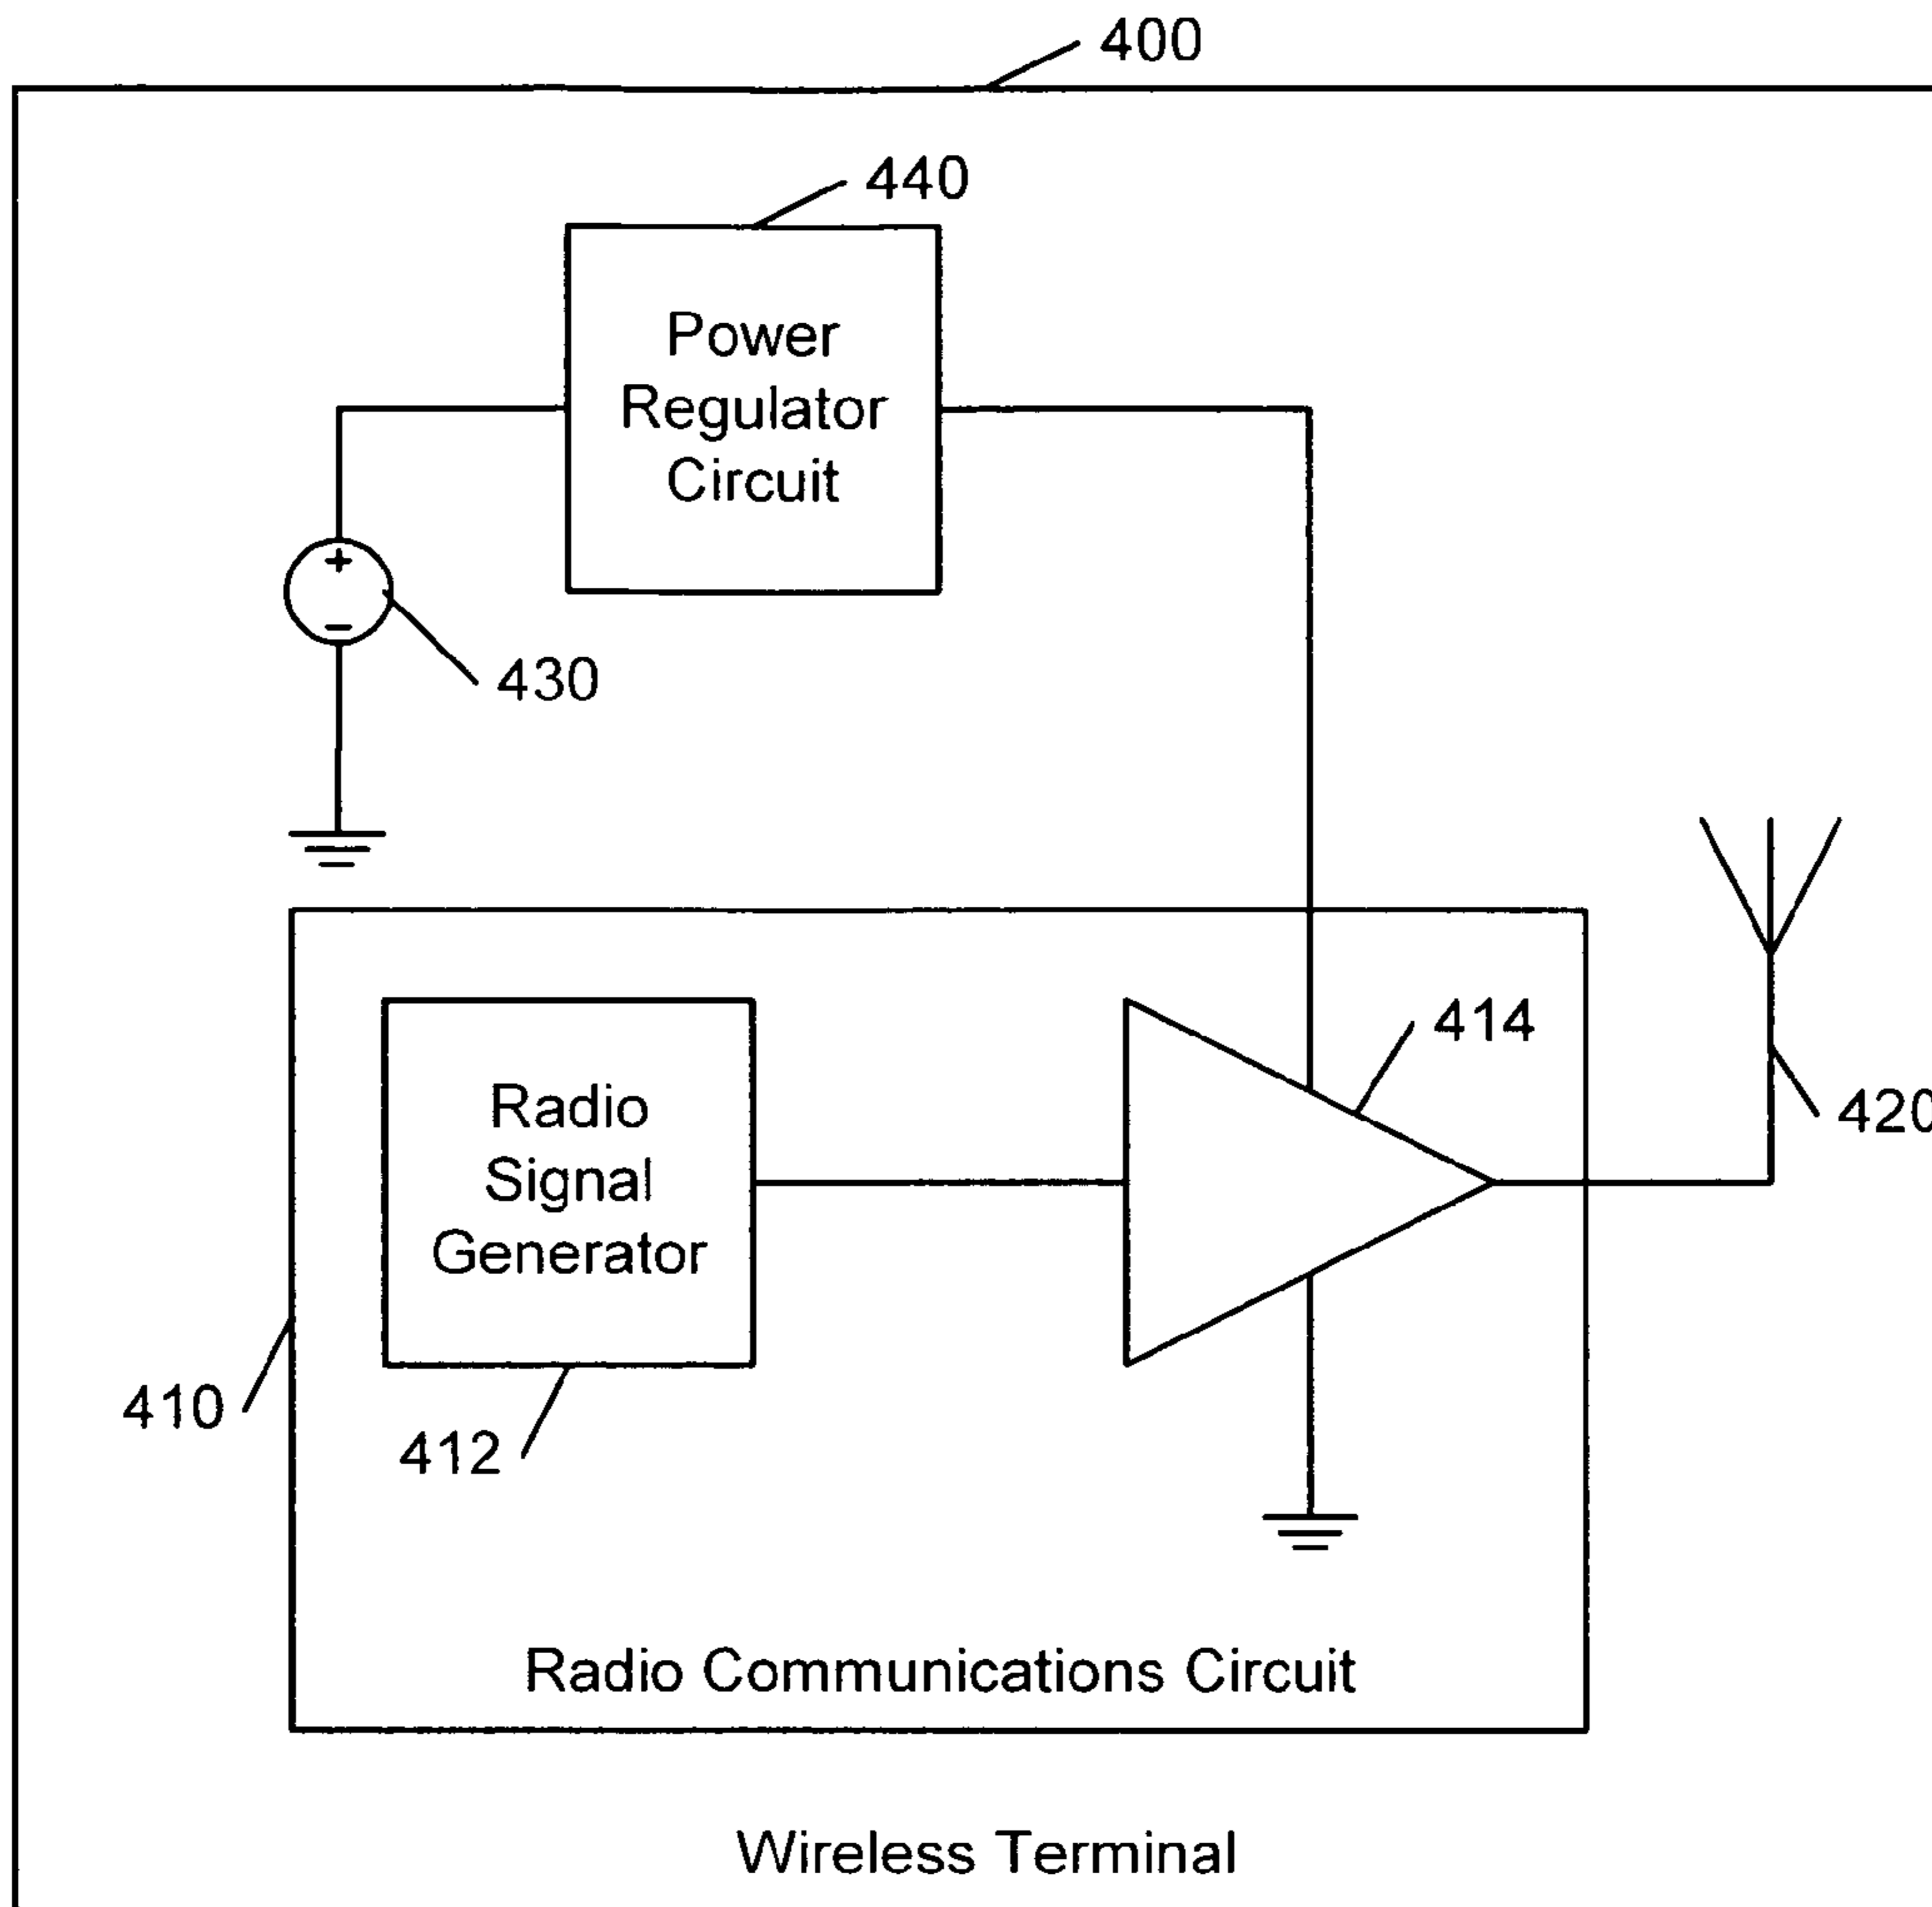 400
440
Power
Regulator
Circuit
+
−
430
414
420
Radio
Signal
Generator
410
412
Radio Communications Circuit
Wireless Terminal